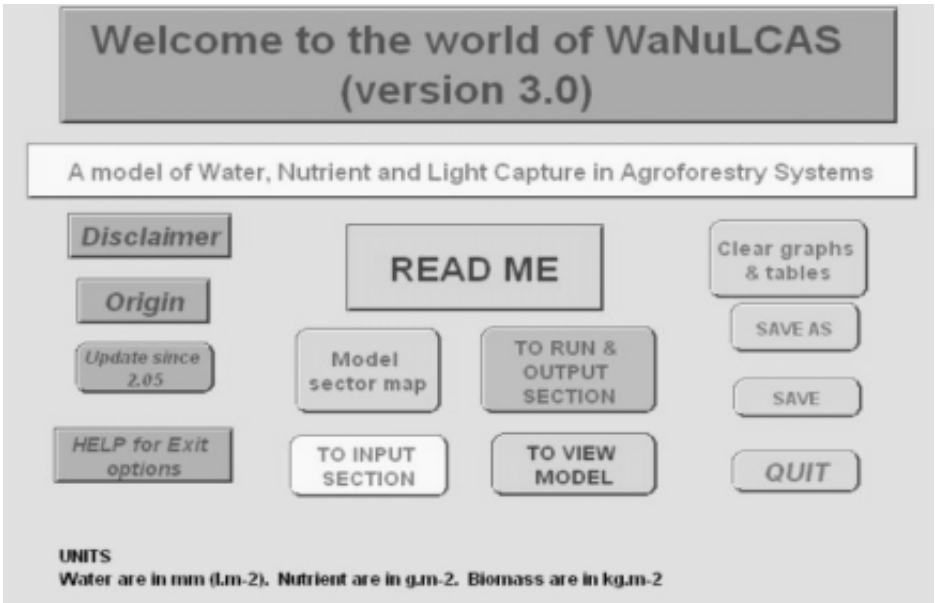 Welcome to the world of WaNuLCAS
(version 3.0)
A model of Water, Nutrient and Light Capture in Agroforestry Systems
Disclaimer
Origin
Update since
2.05
HELP for Exit
options
READ ME
Model
sector map
TO RUN &
OUTPUT
SECTION
TO INPUT
SECTION
TO VIEW
MODEL
Clear graphs
& tables
SAVE AS
SAVE
QUIT
UNITS
Water are in mm (l.m-2). Nutrient are in g.m-2. Biomass are in kg.m-2